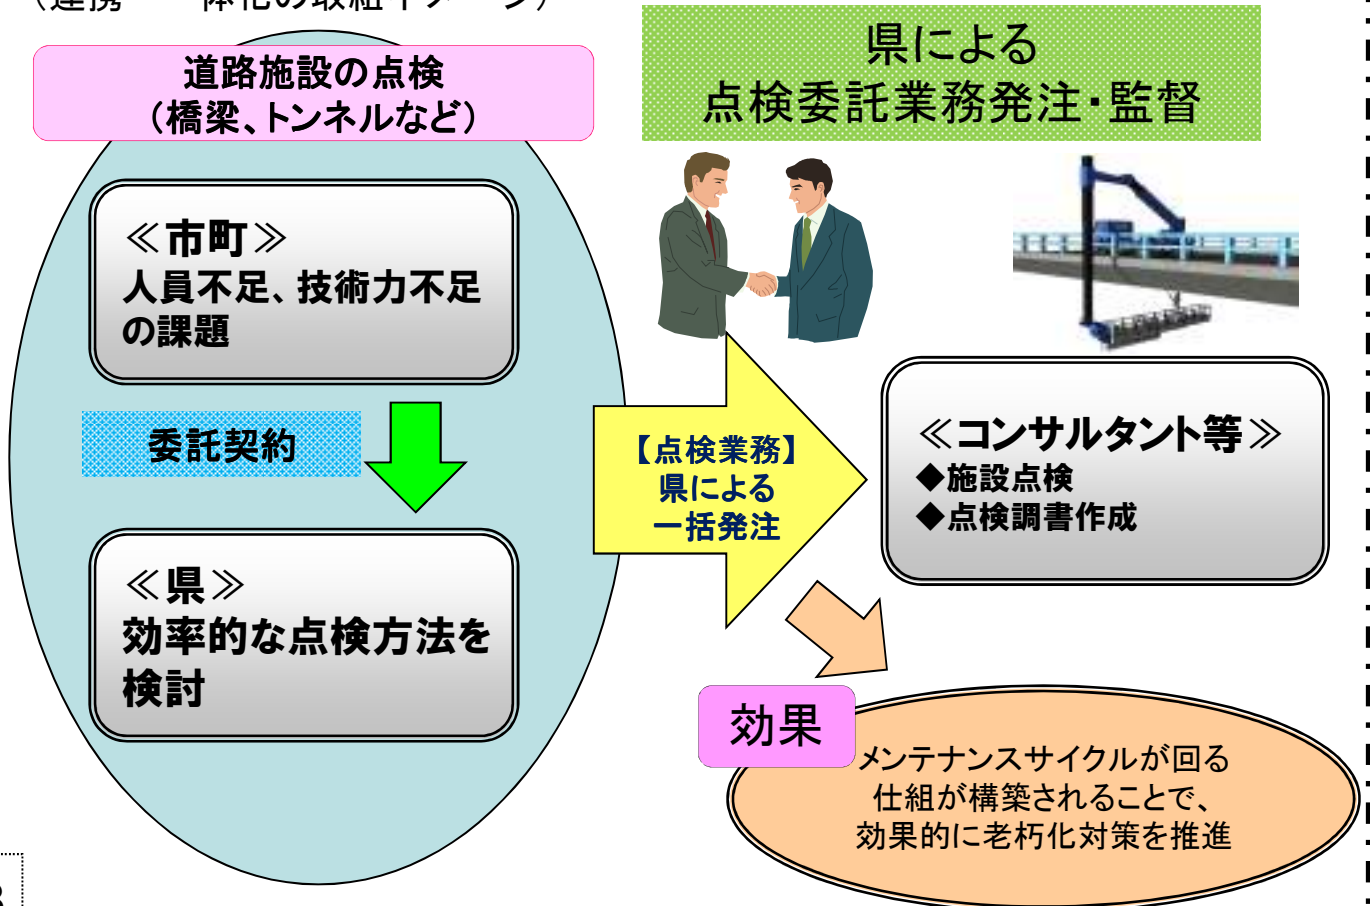 道路施設の点検
（橋梁、トンネルなど）
県による
点検委託業務発注・監督
≪市町≫
人員不足、技術力不足
の課題
委託契約
≪県≫
効率的な点検方法を
検討
【点検業務】
県による
一括発注
≪コンサルタント等≫
◆施設点検
◆点検調書作成
効果
メンテナンスサイクルが回る
仕組が構築されることで、
効果的に老朽化対策を推進